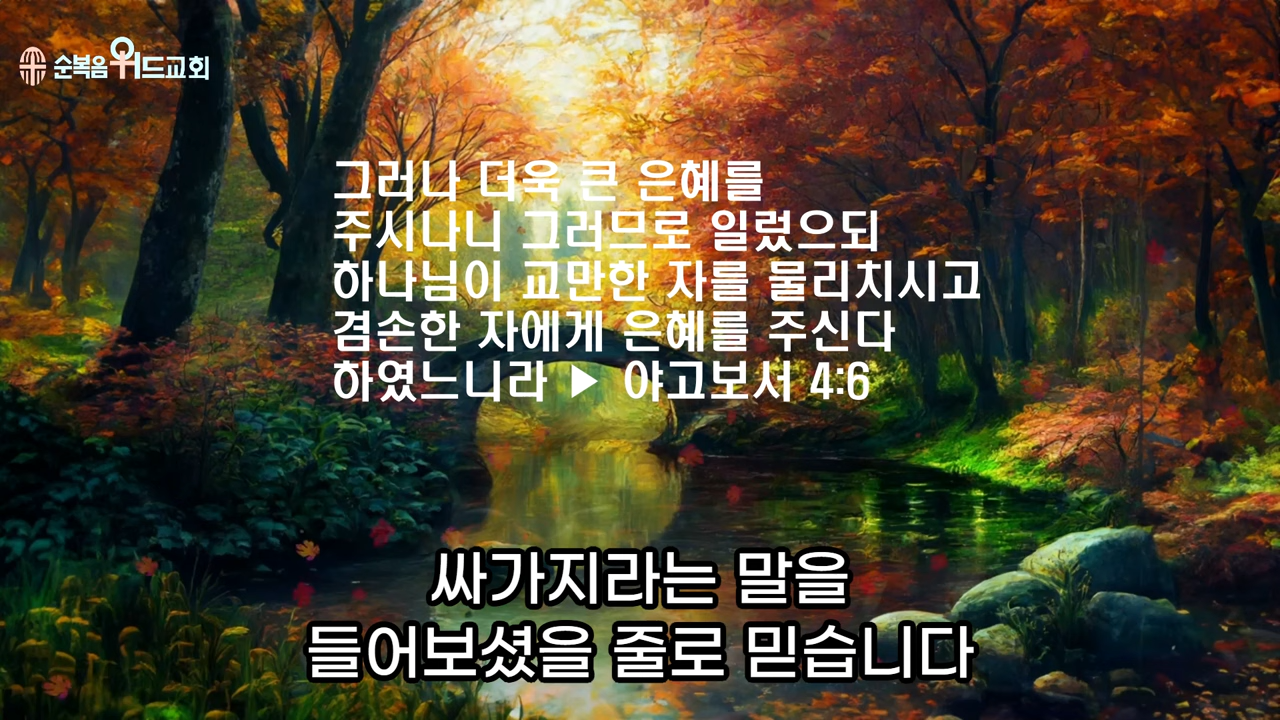 순복음위드교회
그러나 더욱 큰 은혜를
주시나니 그러므로 일렀으되
하나님이 교만한 자를 물리치시고
겸손한 자에게 은혜를 주신다
하였느니라 ▶ 야고보서 4:6
싸가지라는 말을
들어보셨을 줄로 믿습니다